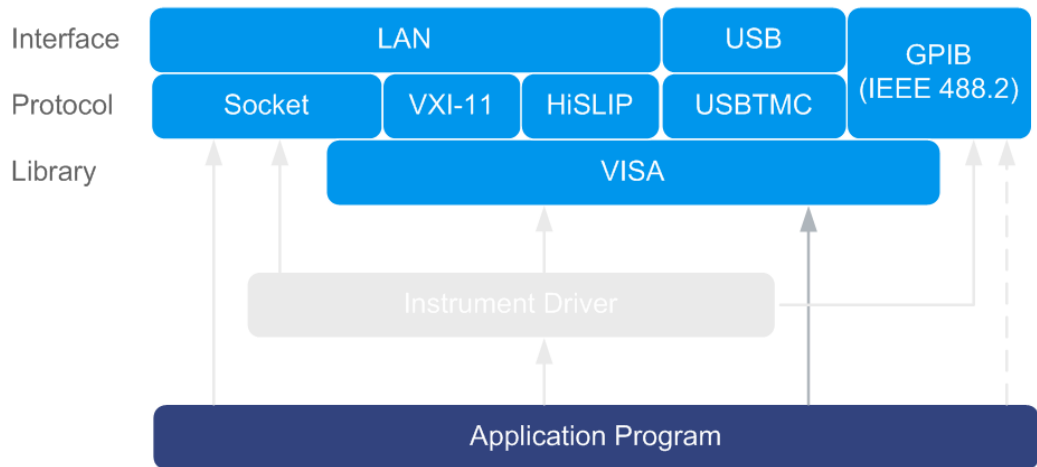 Interface
LAN
USB
GPIB
(IEEE 488.2)
Protocol
Socket
VXI-11
HiSLIP
USBTMC
Library
VISA
Instrument Driver
Application Program